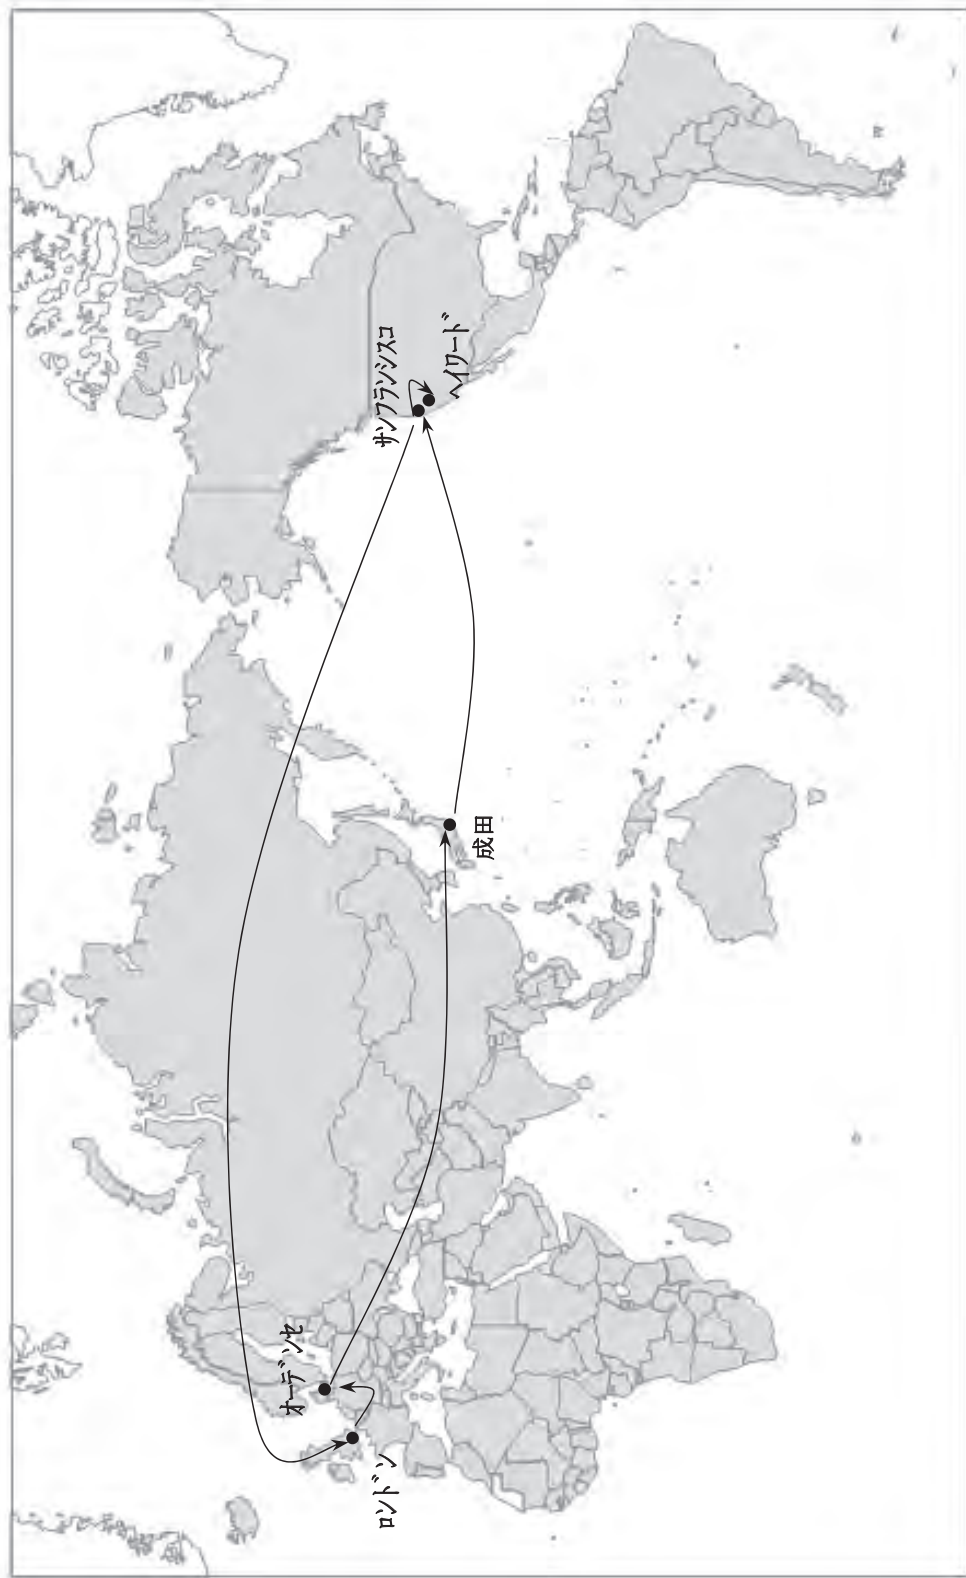 サンフランシスコ
ヘイワード
成田
オーデンセ
ロンドン